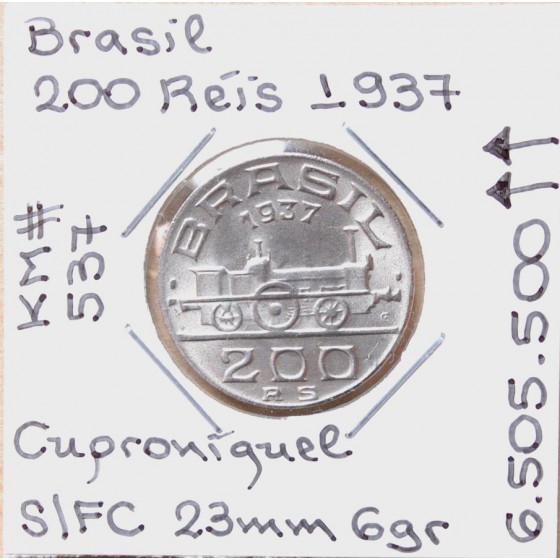 Brasil
200 Réis 1937
KM#
537
BRASIL
1937
200
RS
6.505.500
Cuproníquel
S/FC 23mm 6gr